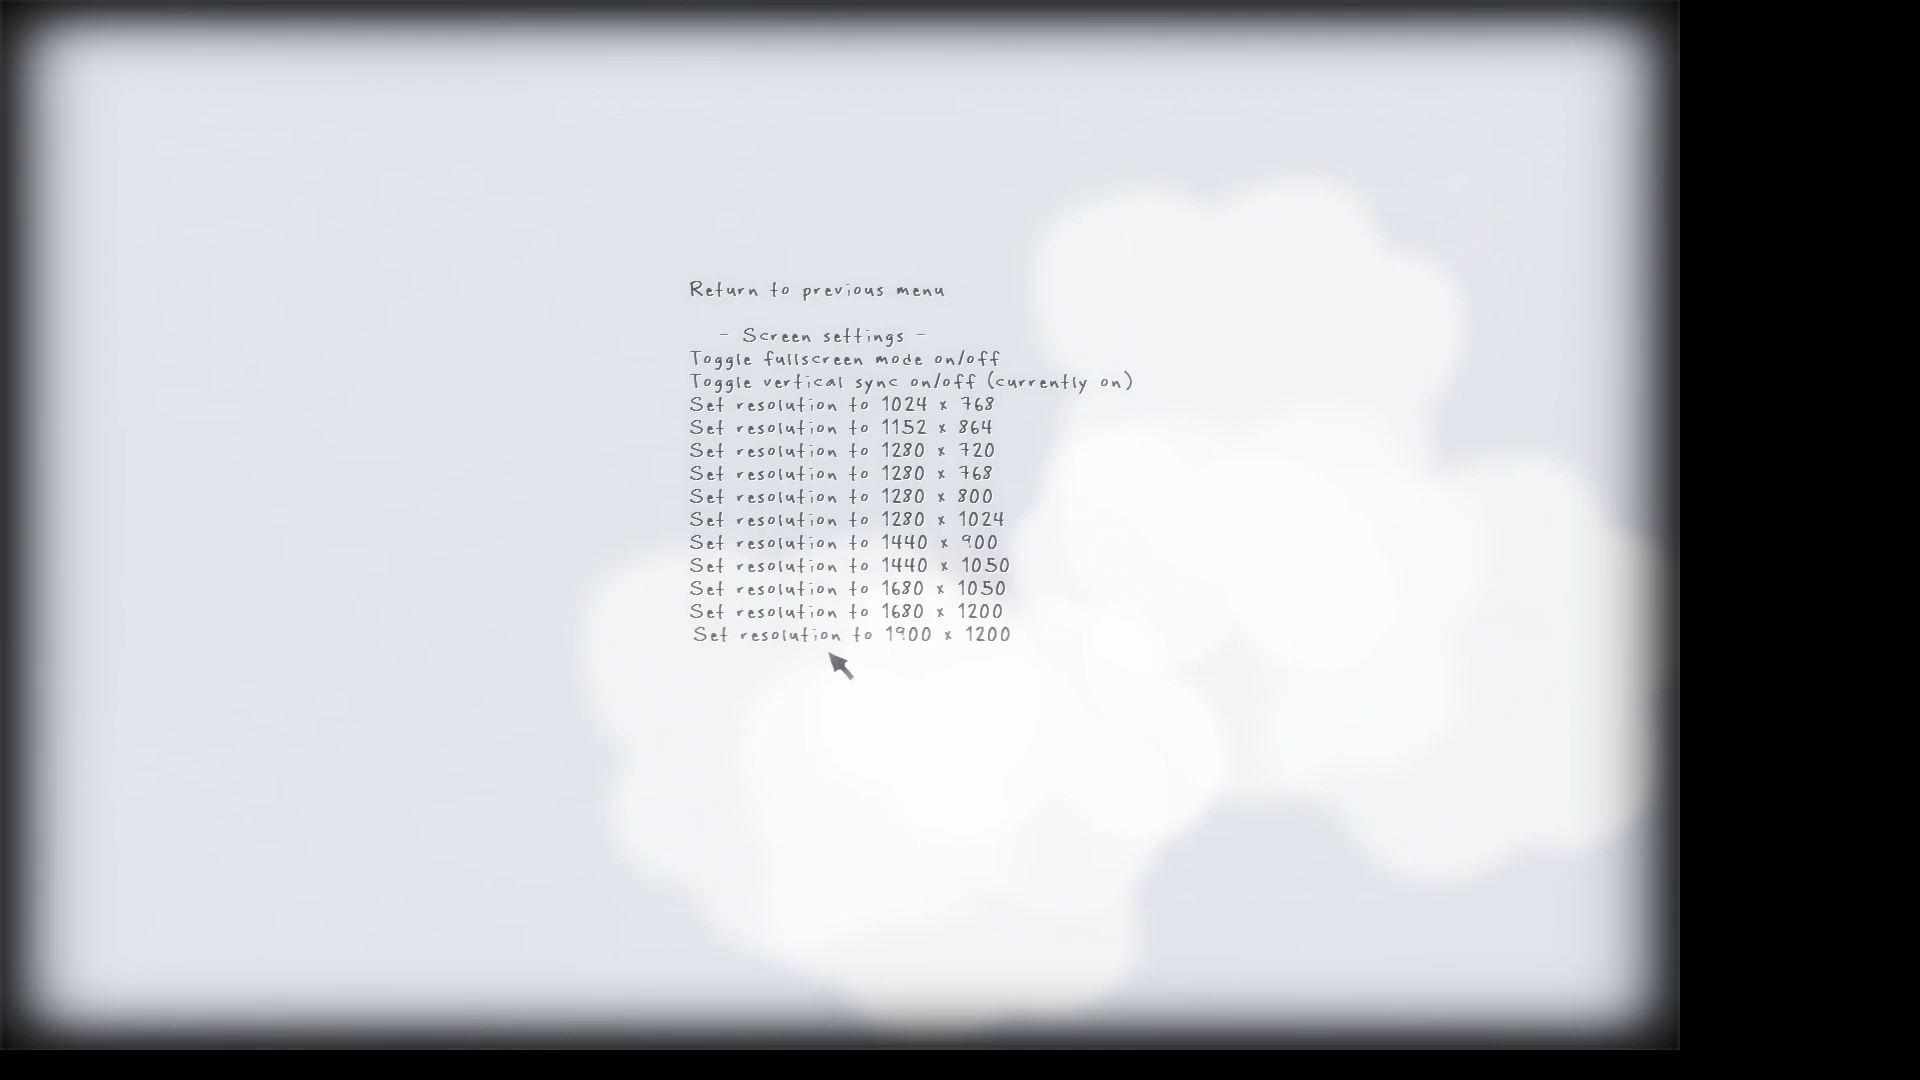 Return to previous menu
- Screen settings -
Toggle fullscreen mode on/off
Toggle vertical sync on/off (currently on)
Set resolution to 1024 x 768
Set resolution to 1152 x 864
Set resolution to 1280 x 720
Set resolution to 1280 x 768
Set resolution to 1280 x 800
Set resolution to 1280 x 1024
Set resolution to 1440 x 900
Set resolution to 1440 x 1050
Set resolution to 1680 x 1050
Set resolution to 1680 x 1200
Set resolution to 1900 x 1200